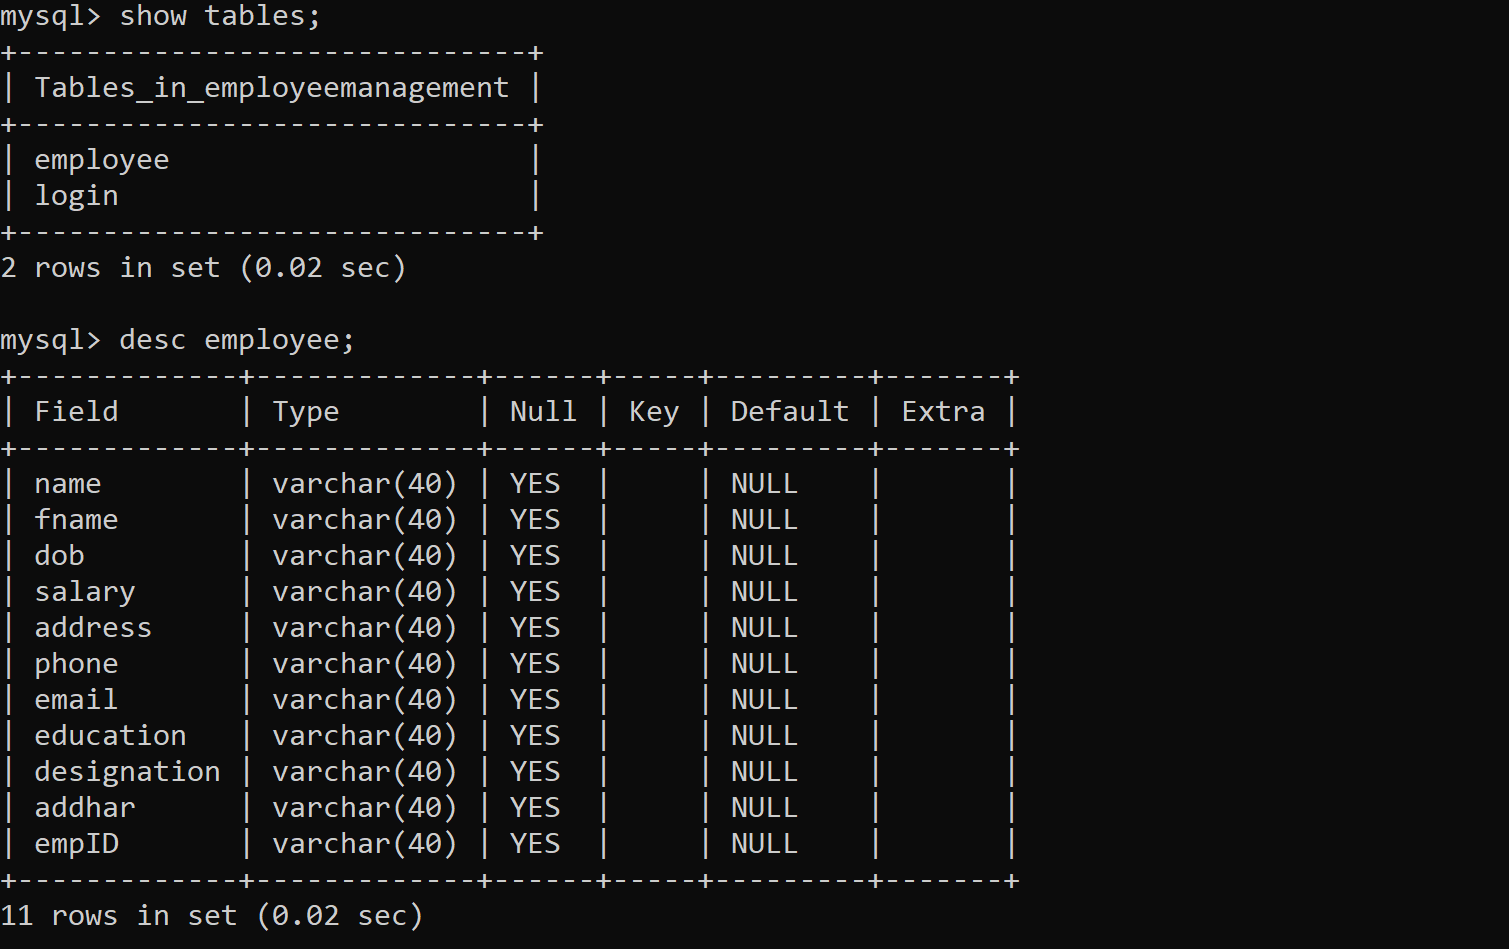 mysql> show tables;
+------------------------------+
| Tables_in_employeemanagement |
+------------------------------+
| employee                     |
| login                        |
+------------------------------+
2 rows in set (0.02 sec)

mysql> desc employee;
+-------------+-------------+------+-----+---------+-------+
| Field       | Type        | Null | Key | Default | Extra |
+-------------+-------------+------+-----+---------+-------+
| name        | varchar(40) | YES  |     | NULL    |       |
| fname       | varchar(40) | YES  |     | NULL    |       |
| dob         | varchar(40) | YES  |     | NULL    |       |
| salary      | varchar(40) | YES  |     | NULL    |       |
| address     | varchar(40) | YES  |     | NULL    |       |
| phone       | varchar(40) | YES  |     | NULL    |       |
| email       | varchar(40) | YES  |     | NULL    |       |
| education   | varchar(40) | YES  |     | NULL    |       |
| designation | varchar(40) | YES  |     | NULL    |       |
| addhar      | varchar(40) | YES  |     | NULL    |       |
| empID       | varchar(40) | YES  |     | NULL    |       |
+-------------+-------------+------+-----+---------+-------+
11 rows in set (0.02 sec)